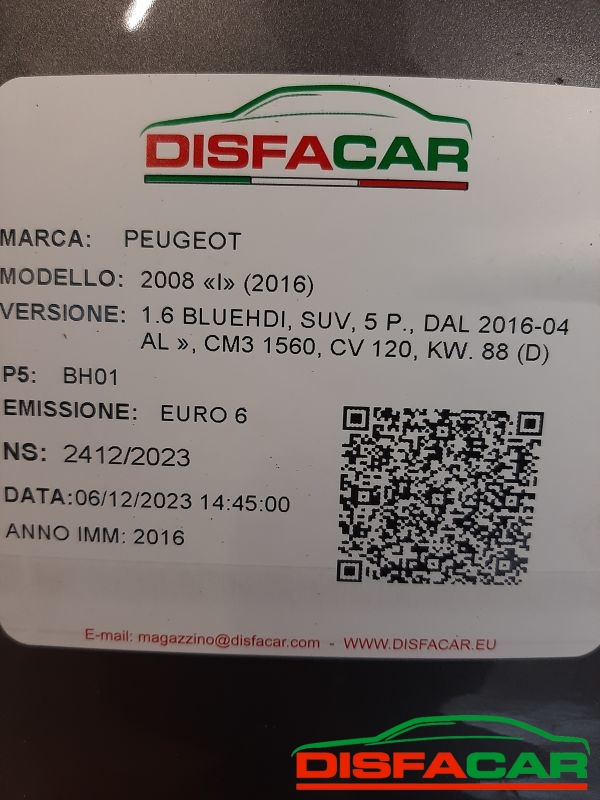 DISFACAR
MARCA: PEUGEOT
MODELLO: 2008 «I» (2016)
VERSIONE: 1.6 BLUEHDI, SUV, 5 P., DAL 2016-04
AL », CM3 1560, CV 120, KW. 88 (D)
P5: BH01
EMISSIONE: EURO 6
NS: 2412/2023
DATA:06/12/2023 14:45:00
ANNO IMM: 2016
E-mail: magazzino@disfacar.com - WWW.DISFACAR.EU
DISFACAR